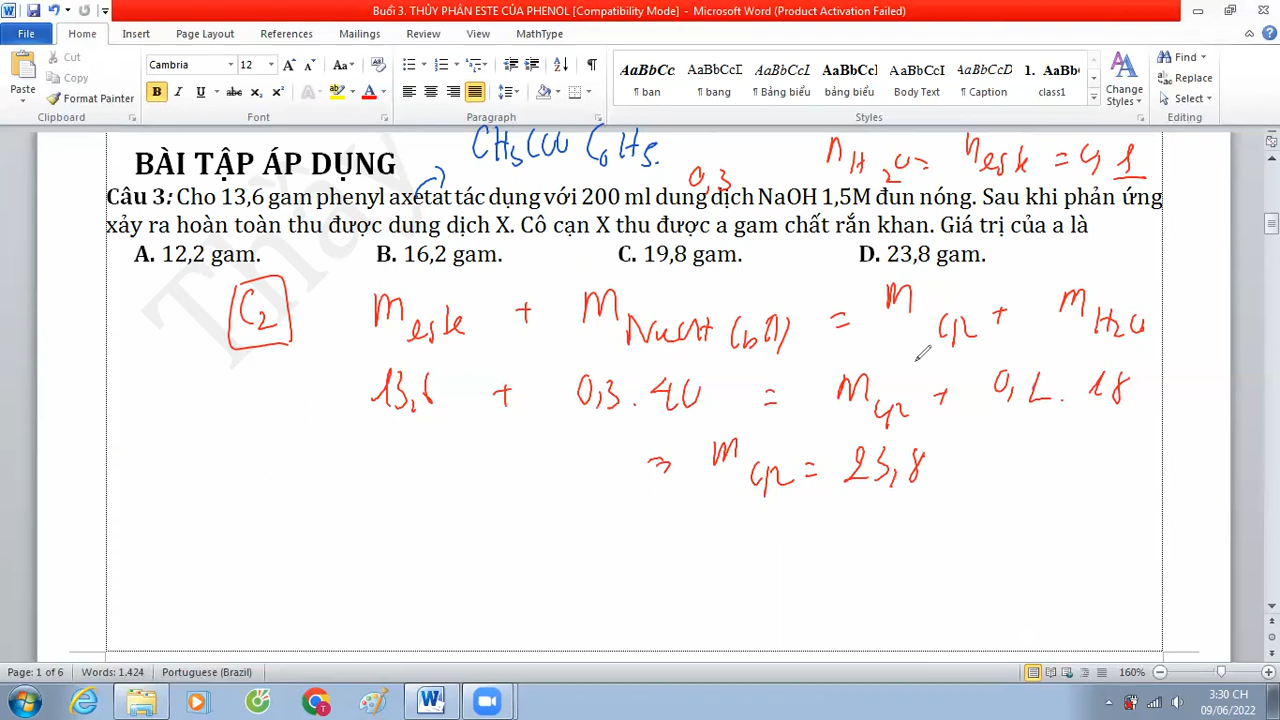 Buổi 3. THỦY PHÂN ESTE CỦA PHENOL [Compatibility Mode] - Microsoft Word (Product Activation Failed)
File Home Insert Page Layout References Mailings Review View MathType
Cut
Copy
Format Painter
Paste
Cambria 12
AaBbCc AaBbCcI AaBbCcI AaBbCc AaBbCcI AaBbCcI 1. AaBb
¶ ban ¶ bang ¶ Bảng biểu bảng biểu Body Text ¶ Caption class1
Change Styles
Find
Replace
Select
Clipboard Font Paragraph Styles Editing
CH3COO C6H5.
nH2O = neste = 0,1
0,3
BÀI TẬP ÁP DỤNG
Câu 3: Cho 13,6 gam phenyl axetat tác dụng với 200 ml dung dịch NaOH 1,5M đun nóng. Sau khi phản ứng
xảy ra hoàn toàn thu được dung dịch X. Cô cạn X thu được a gam chất rắn khan. Giá trị của a là
A. 12,2 gam. B. 16,2 gam. C. 19,8 gam. D. 23,8 gam.
Thầy
C2 meste + mNaOH (bđ) = mCR + mH2O
13,6 + 0,3 . 40 = mCR + 0,1 . 18
⇒ mCR = 23,8
Page: 1 of 6 Words: 1.424 Portuguese (Brazil) 160%
3:30 CH
09/06/2022